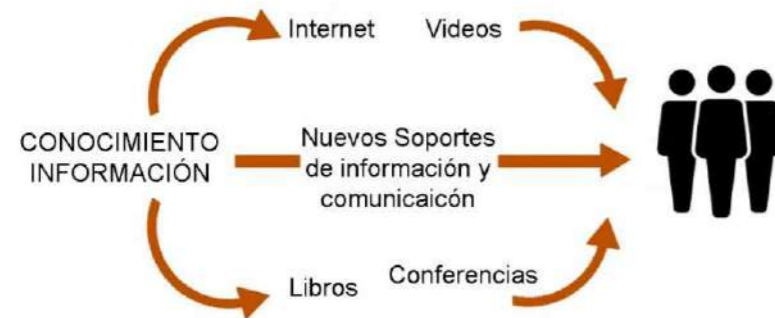 Internet
Videos
CONOCIMIENTO
INFORMACIÓN
Nuevos Soportes
de información y
comunicaicón
Libros
Conferencias